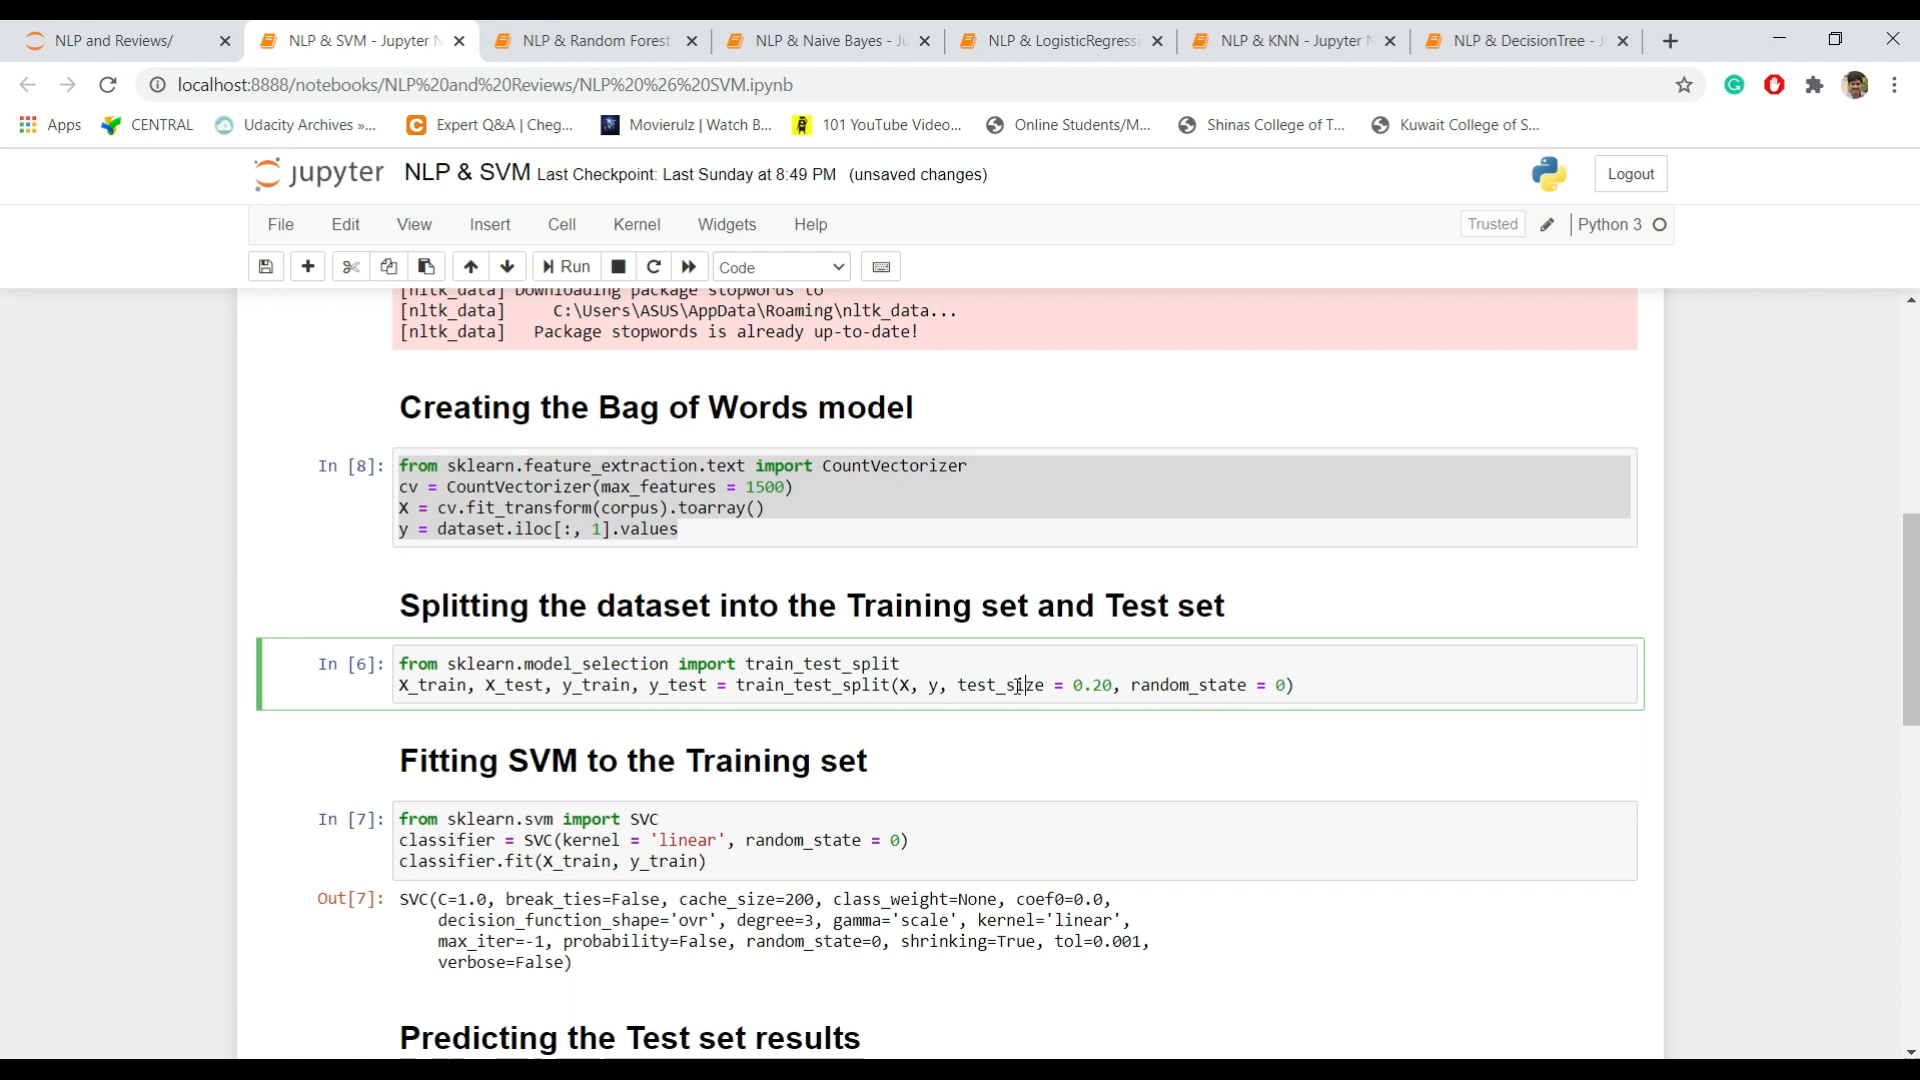 NLP and Reviews/
NLP & SVM - Jupyter N
NLP & Random Forest
NLP & Naive Bayes - Ju
NLP & LogisticRegressi
NLP & KNN - Jupyter N
NLP & DecisionTree - J
localhost:8888/notebooks/NLP%20and%20Reviews/NLP%20%26%20SVM.ipynb
Apps
CENTRAL
Udacity Archives »...
Expert Q&A | Cheg...
Movierulz | Watch B...
101 YouTube Video...
Online Students/M...
Shinas College of T...
Kuwait College of S...
jupyter NLP & SVM Last Checkpoint: Last Sunday at 8:49 PM (unsaved changes)
Logout
File Edit View Insert Cell Kernel Widgets Help
Trusted Python 3
Run Code
[nltk_data] Downloading package stopwords to
[nltk_data]     C:\Users\ASUS\AppData\Roaming\nltk_data...
[nltk_data]   Package stopwords is already up-to-date!
Creating the Bag of Words model
In [8]: from sklearn.feature_extraction.text import CountVectorizer
cv = CountVectorizer(max_features = 1500)
X = cv.fit_transform(corpus).toarray()
y = dataset.iloc[:, 1].values
Splitting the dataset into the Training set and Test set
In [6]: from sklearn.model_selection import train_test_split
X_train, X_test, y_train, y_test = train_test_split(X, y, test_size = 0.20, random_state = 0)
Fitting SVM to the Training set
In [7]: from sklearn.svm import SVC
classifier = SVC(kernel = 'linear', random_state = 0)
classifier.fit(X_train, y_train)
Out[7]: SVC(C=1.0, break_ties=False, cache_size=200, class_weight=None, coef0=0.0,
decision_function_shape='ovr', degree=3, gamma='scale', kernel='linear',
max_iter=-1, probability=False, random_state=0, shrinking=True, tol=0.001,
verbose=False)
Predicting the Test set results